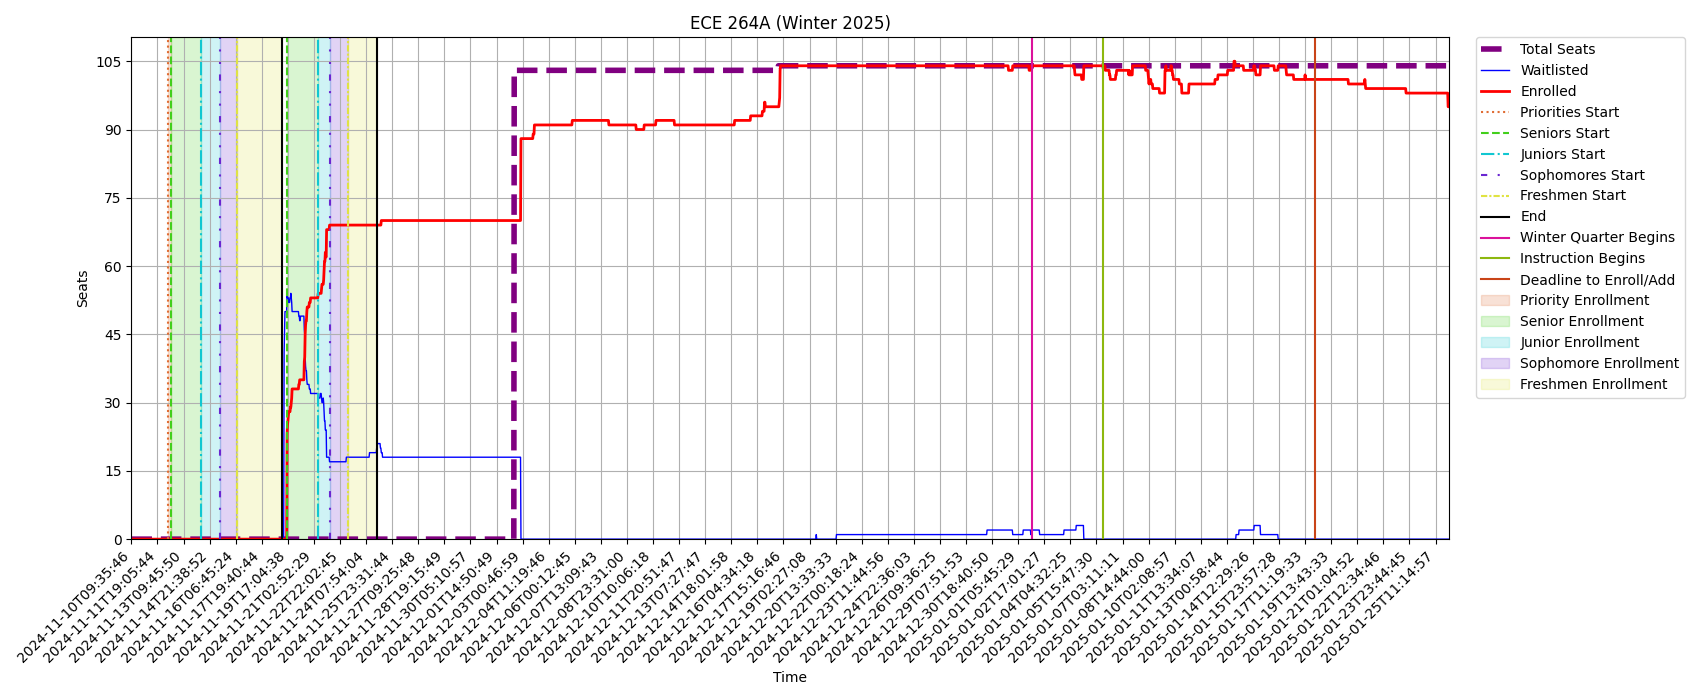 ECE 264A (Winter 2025)
Seats
105
90
75
60
45
30
15
0
2024-11-10T09:35:46
2024-11-11T19:05:44
2024-11-13T09:45:50
2024-11-14T21:38:52
2024-11-16T06:45:24
2024-11-17T19:40:44
2024-11-19T17:04:38
2024-11-21T02:52:29
2024-11-22T22:02:45
2024-11-24T07:54:04
2024-11-25T23:31:44
2024-11-27T09:25:48
2024-11-28T19:15:49
2024-11-30T05:10:57
2024-12-01T14:50:49
2024-12-03T00:46:59
2024-12-04T11:19:46
2024-12-06T00:12:45
2024-12-07T13:09:43
2024-12-08T23:31:00
2024-12-10T10:06:18
2024-12-11T20:51:47
2024-12-13T07:27:47
2024-12-14T18:01:58
2024-12-16T04:34:18
2024-12-17T15:16:46
2024-12-19T02:27:08
2024-12-20T13:33:33
2024-12-22T00:18:24
2024-12-23T11:44:56
2024-12-24T22:36:03
2024-12-26T09:36:25
2024-12-29T07:51:53
2024-12-30T18:40:50
2025-01-01T05:45:29
2025-01-02T17:01:27
2025-01-04T04:32:25
2025-01-05T15:47:30
2025-01-07T03:11:11
2025-01-08T14:44:00
2025-01-10T02:08:57
2025-01-11T13:34:07
2025-01-13T00:58:44
2025-01-14T12:29:26
2025-01-15T23:57:28
2025-01-17T11:19:33
2025-01-19T13:43:33
2025-01-21T01:04:52
2025-01-22T12:34:46
2025-01-23T23:44:45
2025-01-25T11:14:57
Time
Total Seats
Waitlisted
Enrolled
Priorities Start
Seniors Start
Juniors Start
Sophomores Start
Freshmen Start
End
Winter Quarter Begins
Instruction Begins
Deadline to Enroll/Add
Priority Enrollment
Senior Enrollment
Junior Enrollment
Sophomore Enrollment
Freshmen Enrollment